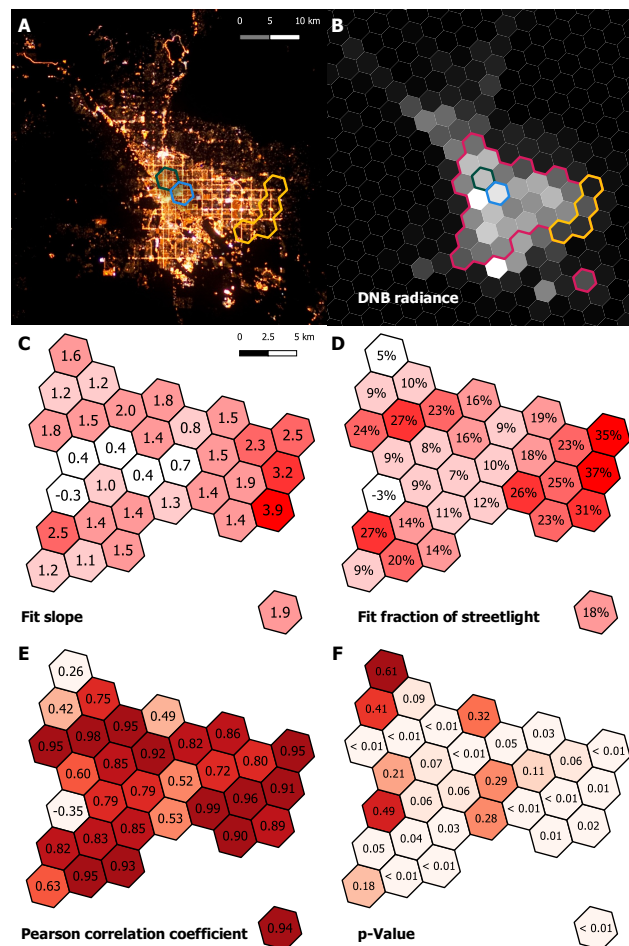 A
0 5 10 km
B
DNB radiance
C
0 2.5 5 km
1.6
1.2 1.2
1.8 1.5 2.0 1.8
0.4 0.4 1.4 0.8 1.5
-0.3 1.0 0.4 0.7 1.5 2.3 2.5
2.5 1.4 1.4 1.3 1.4 1.9 3.2
1.2 1.1 1.5 1.4 3.9
1.9
Fit slope
D
5%
9% 10%
24% 27% 23% 16%
9% 8% 16% 9% 19%
-3% 9% 7% 10% 18% 23% 35%
27% 14% 11% 12% 26% 25% 37%
9% 20% 14% 23% 31%
18%
Fit fraction of streetlight
E
0.26
0.42 0.75
0.95 0.98 0.95 0.49
0.60 0.85 0.92 0.82 0.86
-0.35 0.79 0.79 0.52 0.72 0.80 0.95
0.82 0.83 0.85 0.53 0.99 0.96 0.91
0.63 0.95 0.93 0.90 0.89
0.94
Pearson correlation coefficient
F
0.61
0.41 0.09
< 0.01 < 0.01 < 0.01 0.32
0.21 0.07 < 0.01 0.05 0.03
0.49 0.06 0.06 0.29 0.11 0.06 < 0.01
0.05 0.04 0.03 0.28 < 0.01 < 0.01 0.01
0.18 < 0.01 < 0.01 0.01 0.02
< 0.01
p-Value